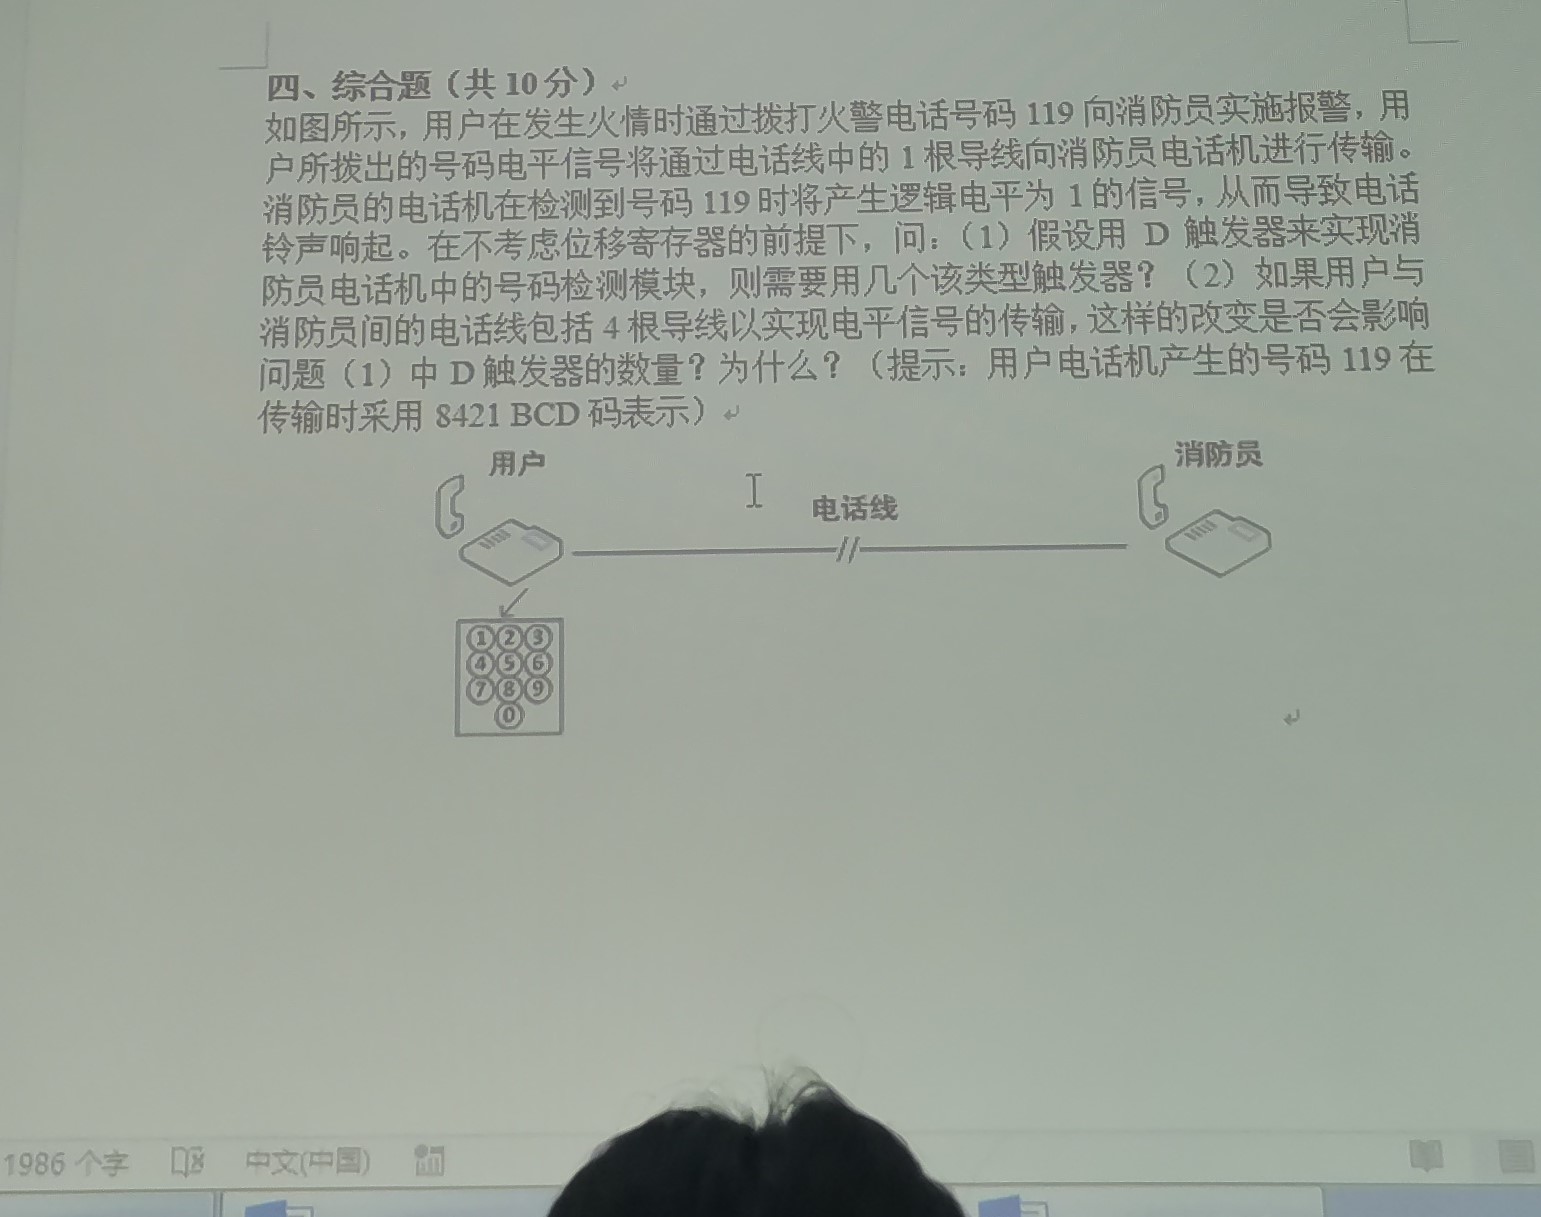 四、综合题（共 10 分）
如图所示，用户在发生火情时通过拨打火警电话号码 119 向消防员实施报警，用
户所拨出的号码电平信号将通过电话线中的 1 根导线向消防员电话机进行传输。
消防员的电话机在检测到号码 119 时将产生逻辑电平为 1 的信号，从而导致电话
铃声响起。在不考虑位移寄存器的前提下，问：（1）假设用 D 触发器来实现消
防员电话机中的号码检测模块，则需要用几个该类型触发器？（2）如果用户与
消防员间的电话线包括 4 根导线以实现电平信号的传输，这样的改变是否会影响
问题（1）中 D 触发器的数量？为什么？（提示：用户电话机产生的号码 119 在
传输时采用 8421 BCD 码表示）
用户
消防员
电话线
1 2 3
4 5 6
7 8 9
0
1986 个字 中文(中国)